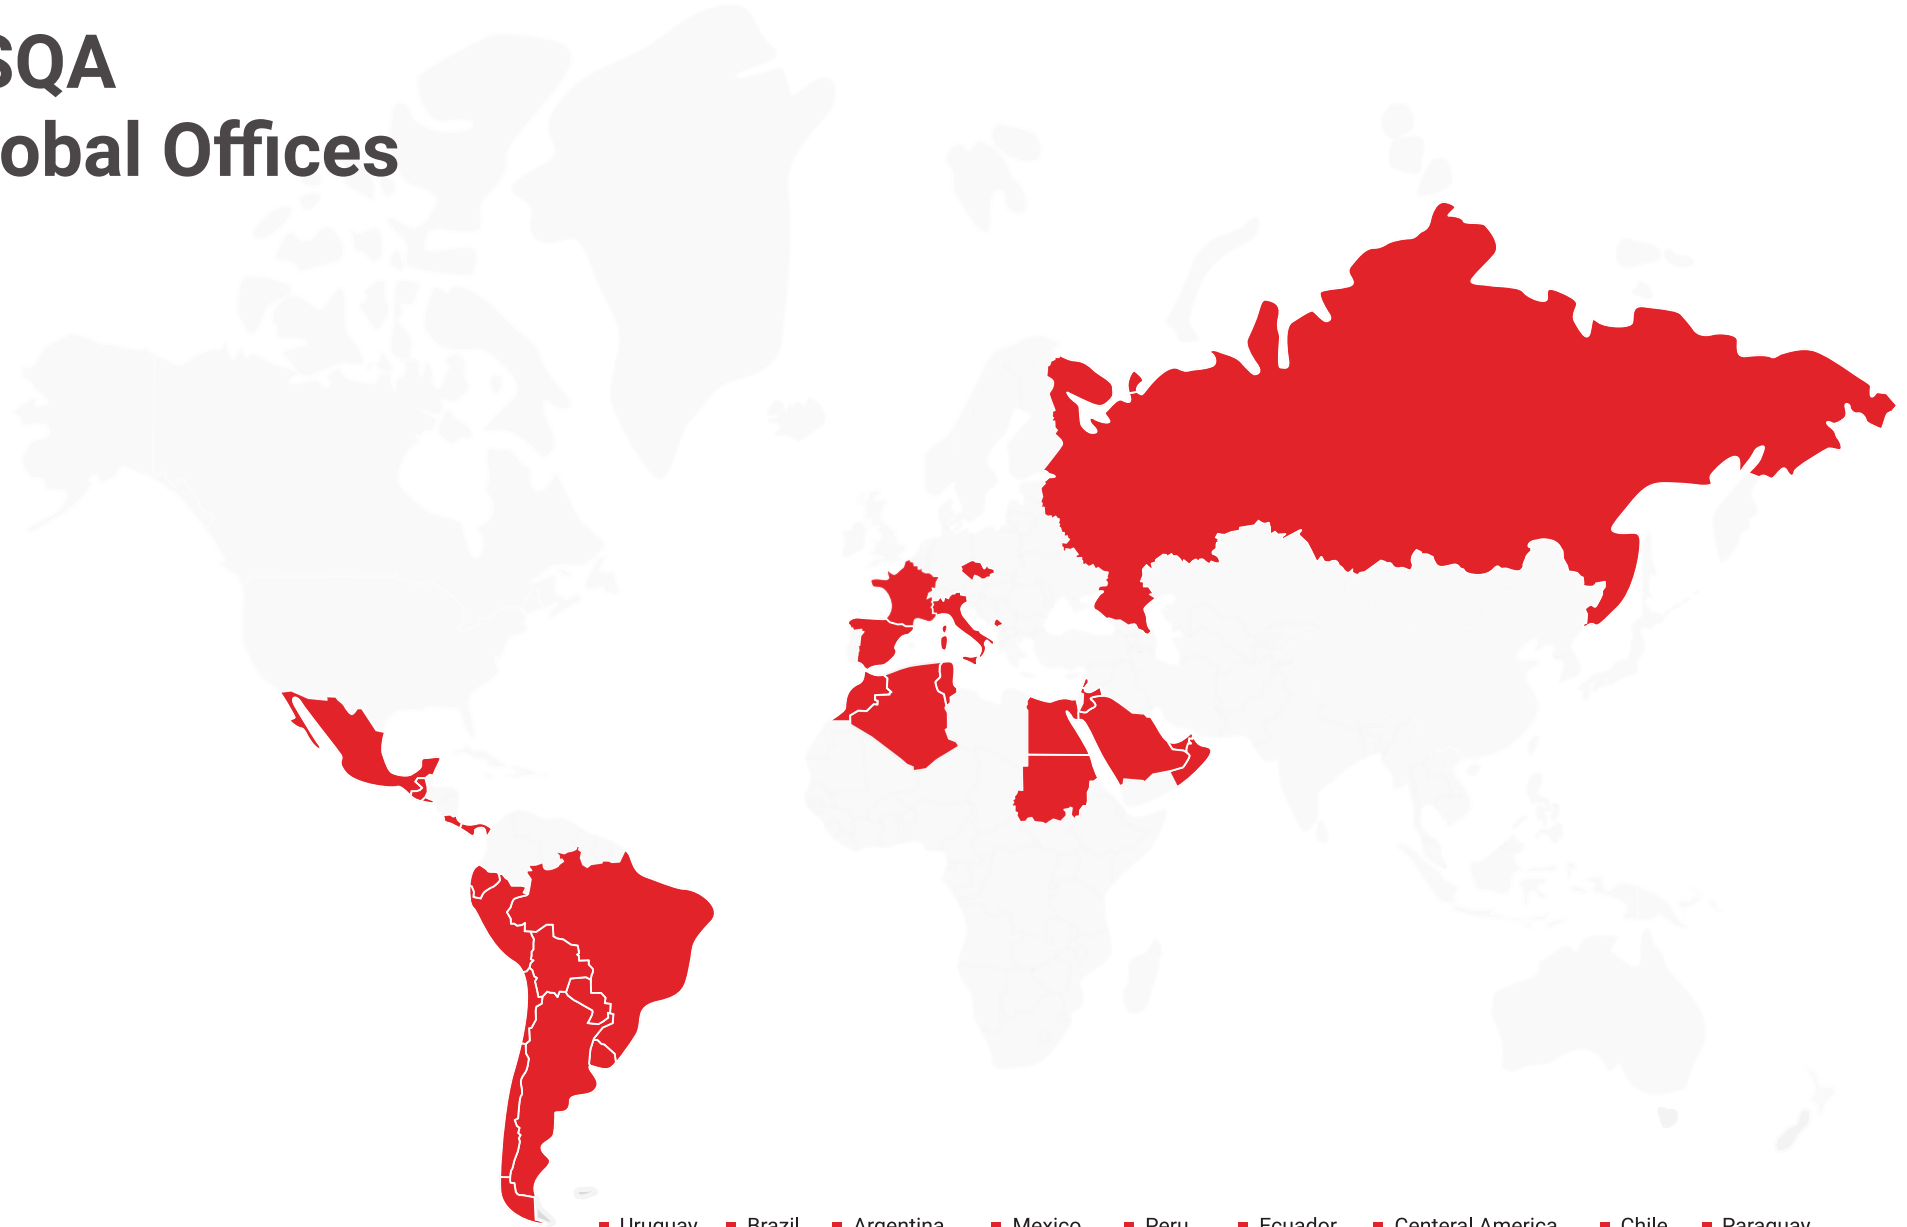 SQA
obal Offices
Uruguay Brazil Argentina Mexico Peru Ecuador Centeral America Chile Paraguay